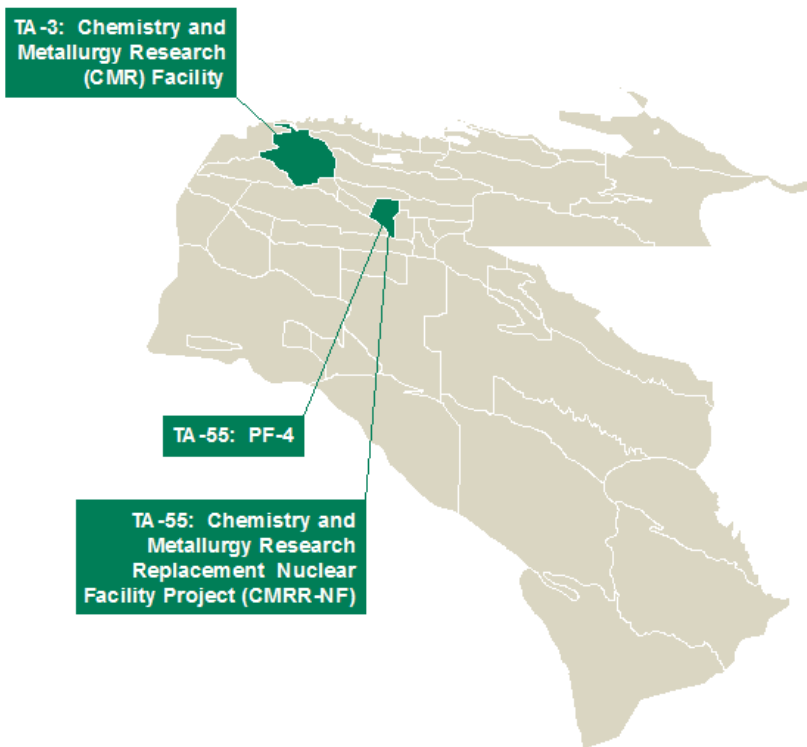 TA-3: Chemistry and
Metallurgy Research
(CMR) Facility
TA-55: PF-4
TA-55: Chemistry and
Metallurgy Research
Replacement Nuclear
Facility Project (CMRR-NF)